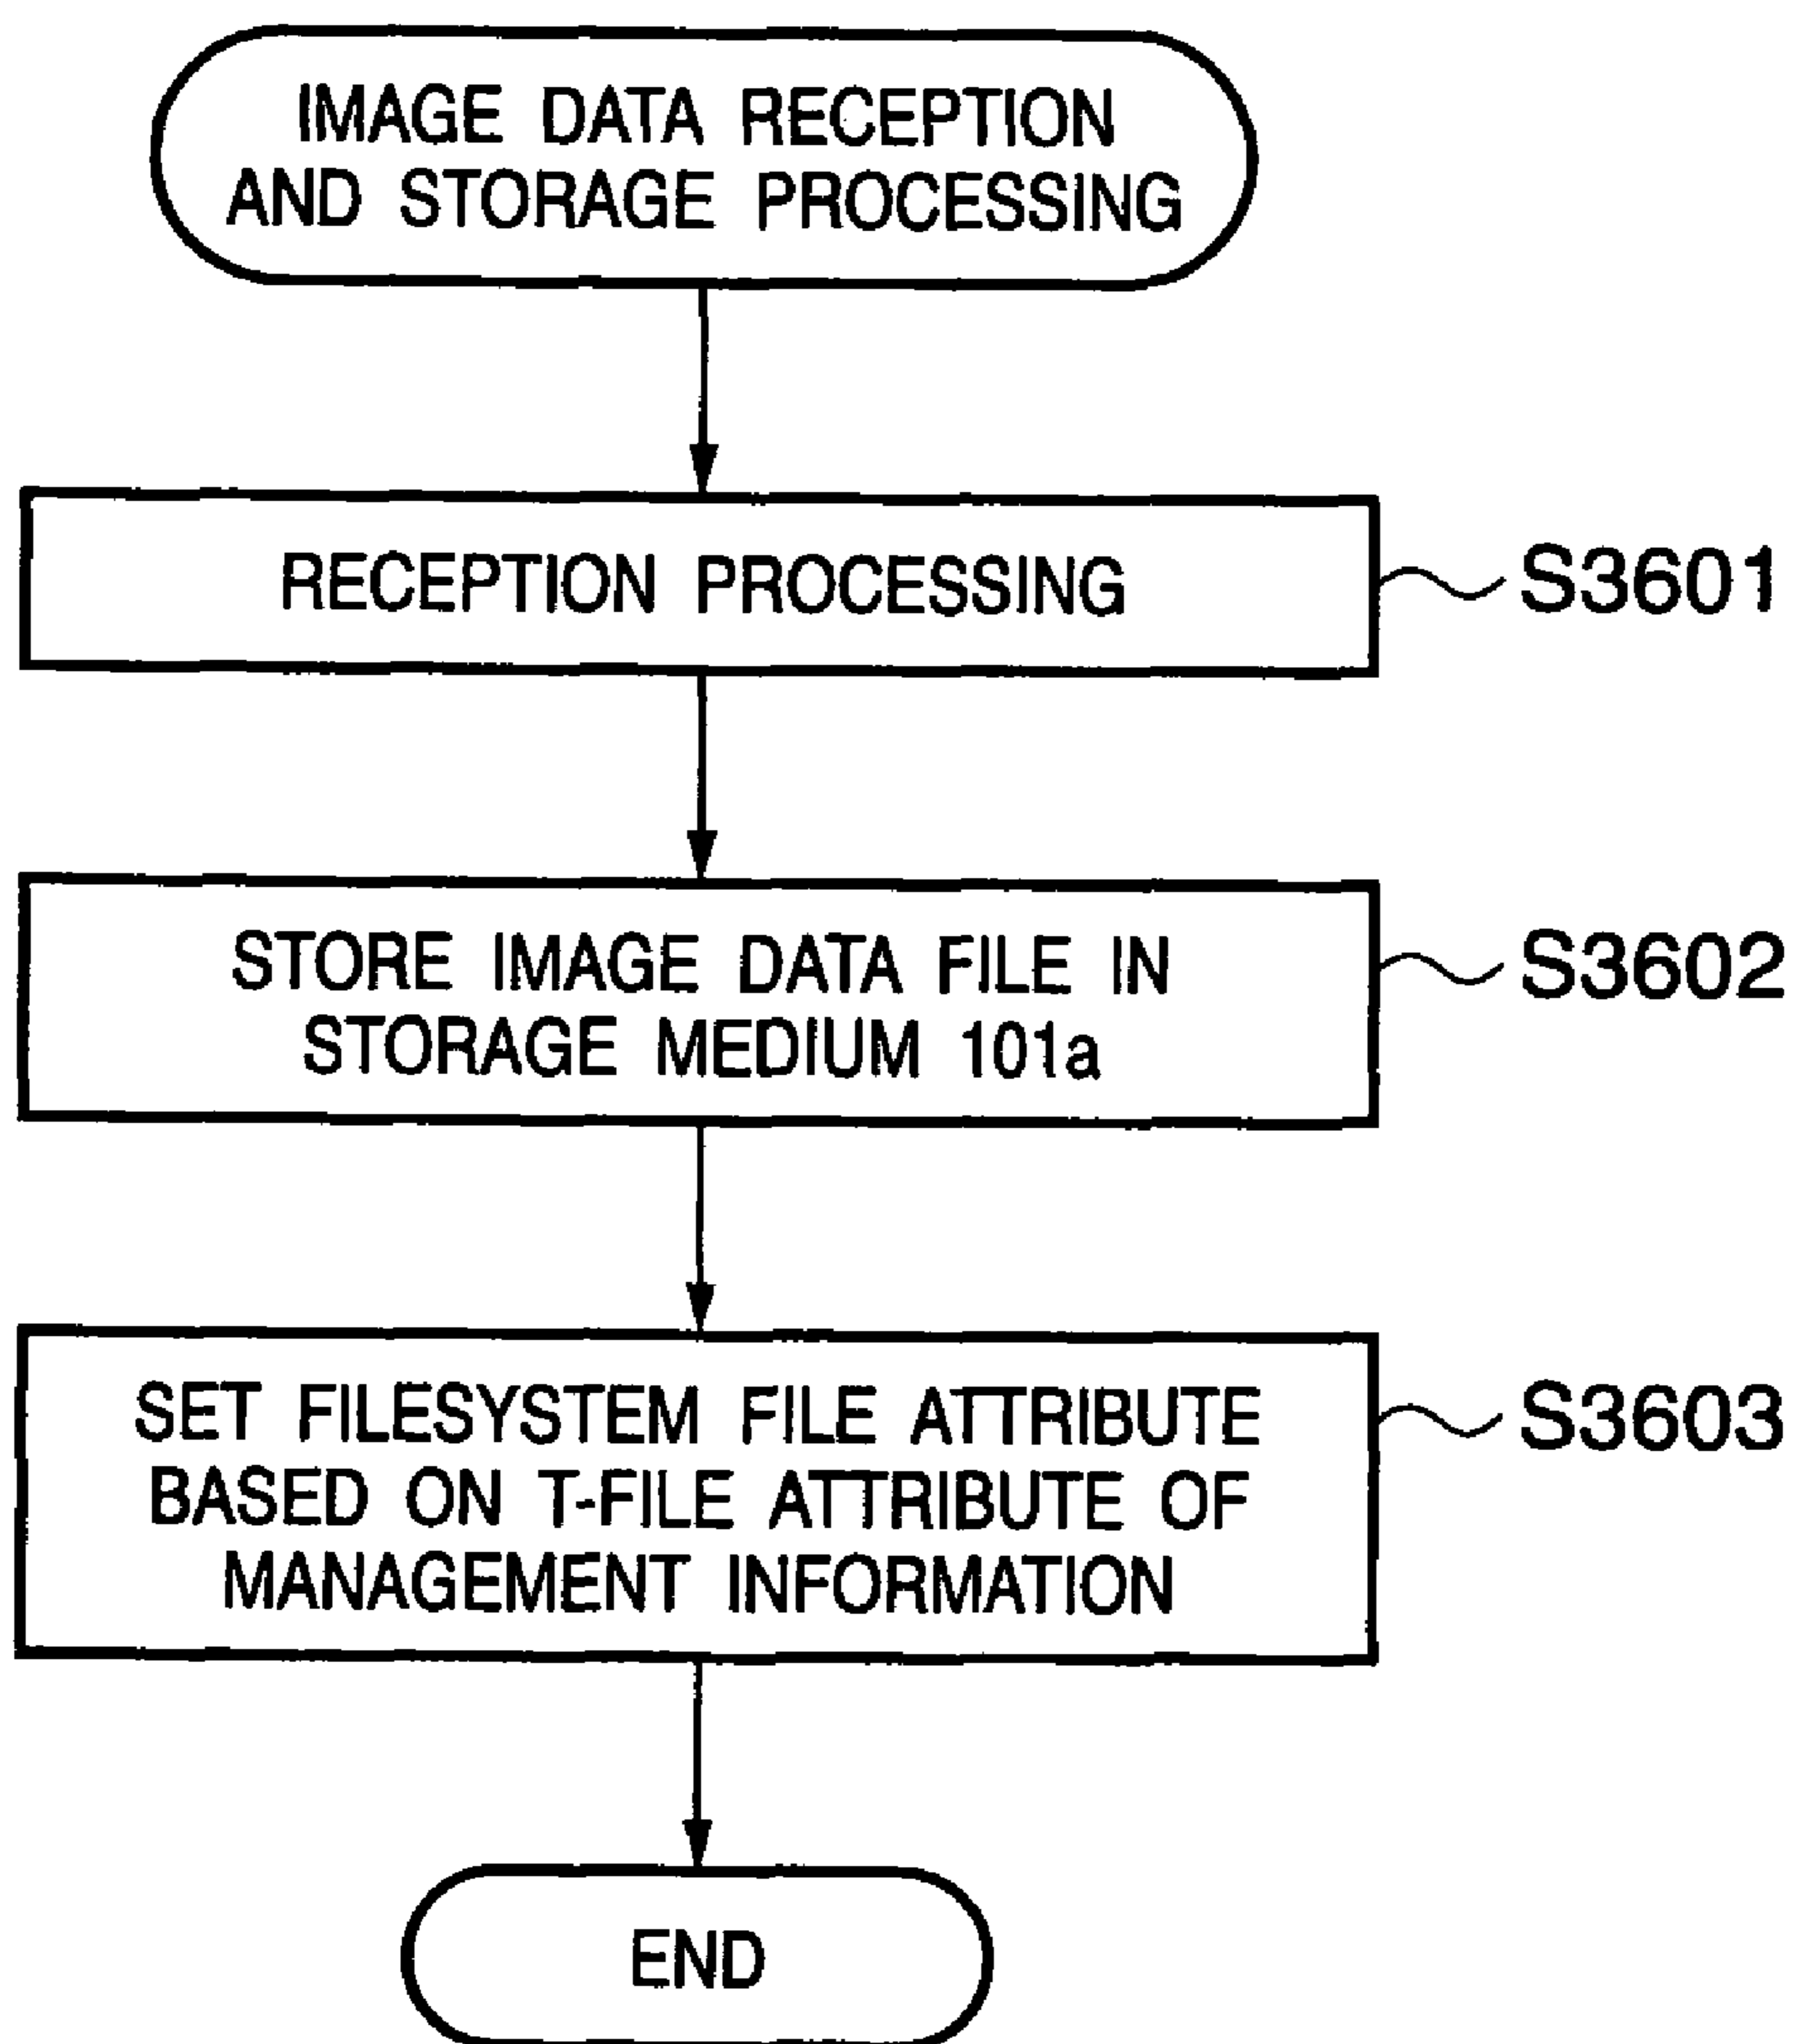 IMAGE DATA RECEPTION
AND STORAGE PROCESSING
RECEPTION PROCESSING
S3601
STORE IMAGE DATA FILE IN
STORAGE MEDIUM 101a
S3602
SET FILESYSTEM FILE ATTRIBUTE
BASED ON T-FILE ATTRIBUTE OF
MANAGEMENT INFORMATION
S3603
END